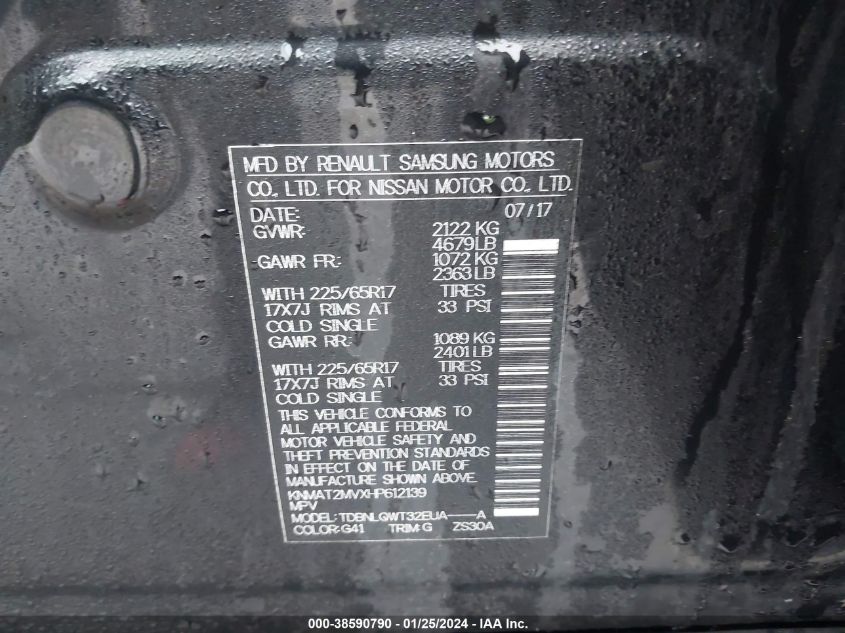 MFD BY RENAULT SAMSUNG MOTORS
CO., LTD. FOR NISSAN MOTOR CO., LTD.
DATE: 07/17
GVWR: 2122 KG
4679LB
GAWR FR: 1072 KG
2363LB
WITH 225/65R17 TIRES
17X7J RIMS AT 33 PSI
COLD SINGLE
GAWR RR: 1089 KG
2401LB
WITH 225/65R17 TIRES
17X7J RIMS AT 33 PSI
COLD SINGLE
THIS VEHICLE CONFORMS TO
ALL APPLICABLE FEDERAL
MOTOR VEHICLE SAFETY AND
THEFT PREVENTION STANDARDS
IN EFFECT ON THE DATE OF
MANUFACTURE SHOWN ABOVE.
KNMAT2MVXHP612139
MPV
MODEL:TDBNLQWT32EUA-----A
COLOR:G41 TRIM:G ZS30A
000-38590790 — 01/25/2024 — IAA Inc.